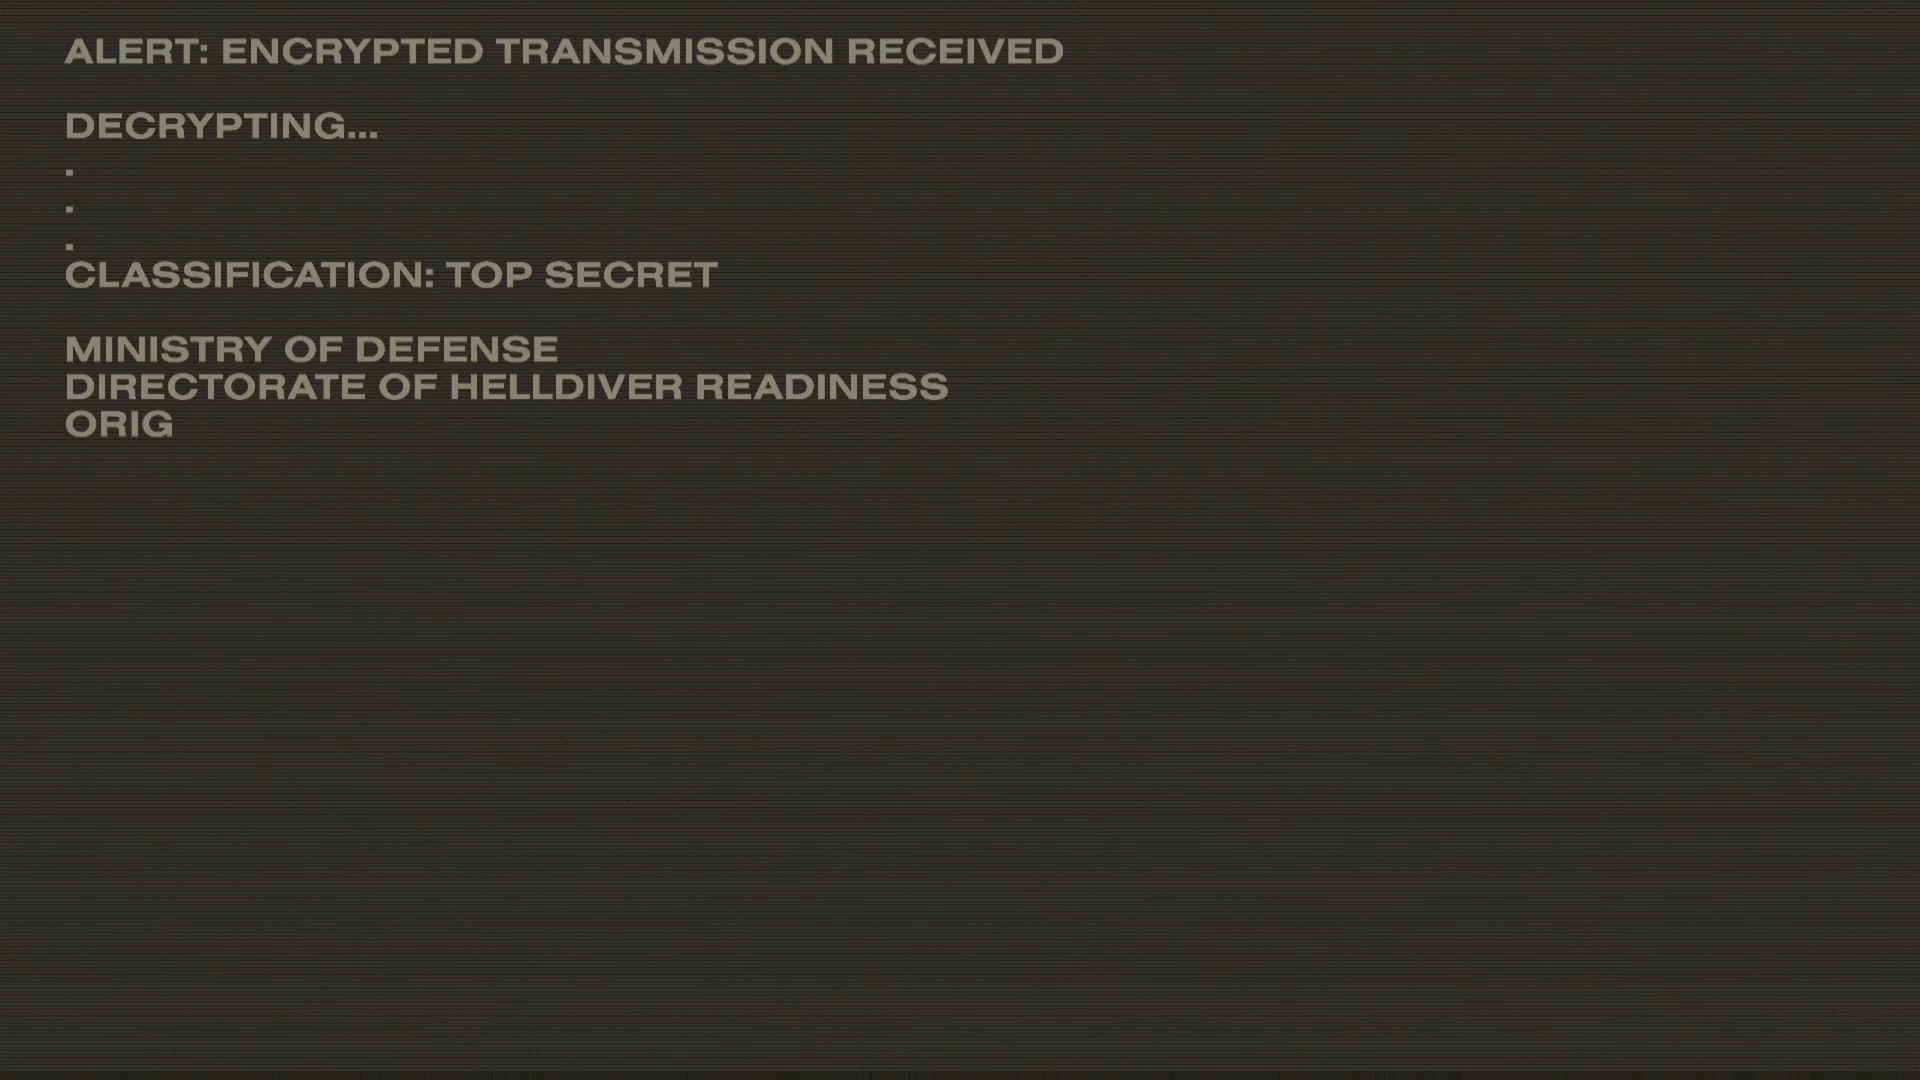 ALERT: ENCRYPTED TRANSMISSION RECEIVED
DECRYPTING...
.
.
.
CLASSIFICATION: TOP SECRET
MINISTRY OF DEFENSE
DIRECTORATE OF HELLDIVER READINESS
ORIG